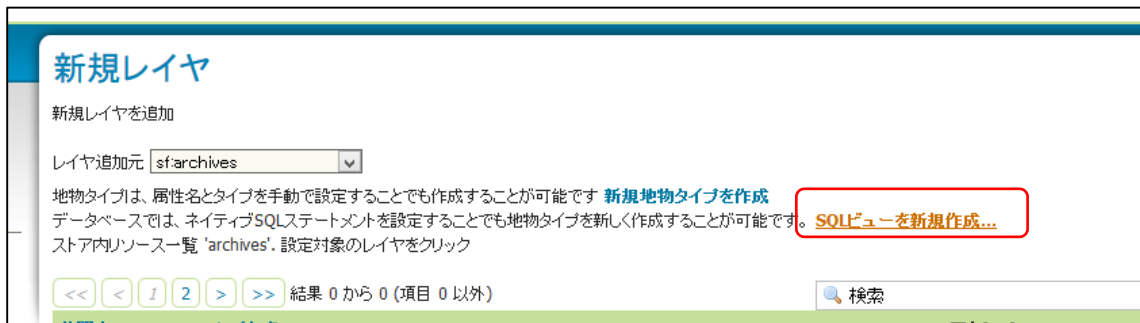 新規レイヤ
新規レイヤを追加
レイヤ追加元 sf:archives
地物タイプは、属性名とタイプを手動で設定することでも作成することが可能です 新規地物タイプを作成
データベースでは、ネイティブSQLステートメントを設定することでも地物タイプを新しく作成することが可能です。 SQLビューを新規作成...
ストア内リソース一覧 'archives'. 設定対象のレイヤをクリック
<< < 1 2 > >> 結果 0 から 0 (項目 0 以外) 検索